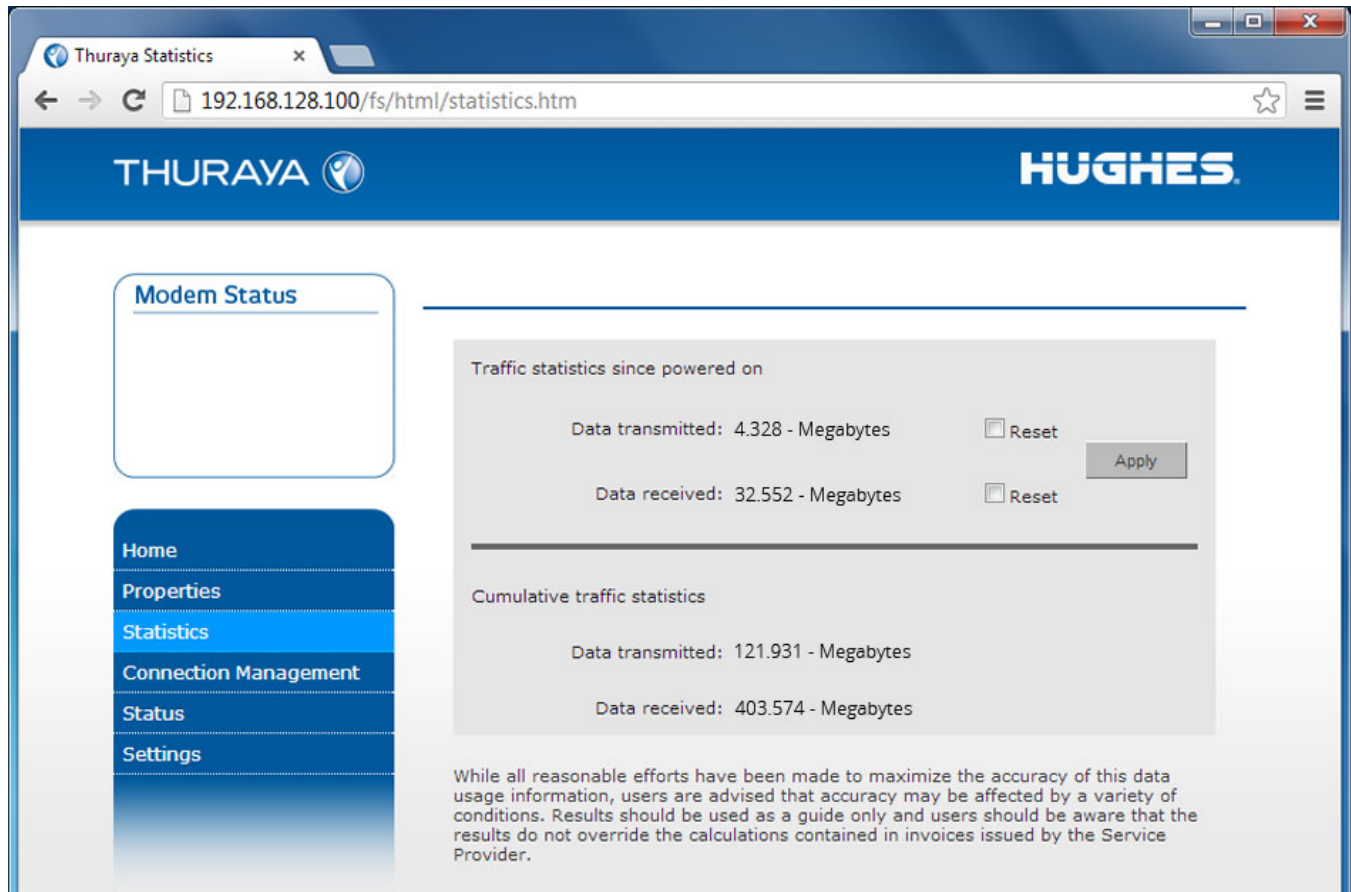 Thuraya Statistics
192.168.128.100/fs/html/statistics.htm
THURAYA HUGHES.
Modem Status
Traffic statistics since powered on
Data transmitted: 4.328 - Megabytes Reset
Apply
Data received: 32.552 - Megabytes Reset
Home
Properties
Statistics
Connection Management
Status
Settings
Cumulative traffic statistics
Data transmitted: 121.931 - Megabytes
Data received: 403.574 - Megabytes
While all reasonable efforts have been made to maximize the accuracy of this data
usage information, users are advised that accuracy may be affected by a variety of
conditions. Results should be used as a guide only and users should be aware that the
results do not override the calculations contained in invoices issued by the Service
Provider.